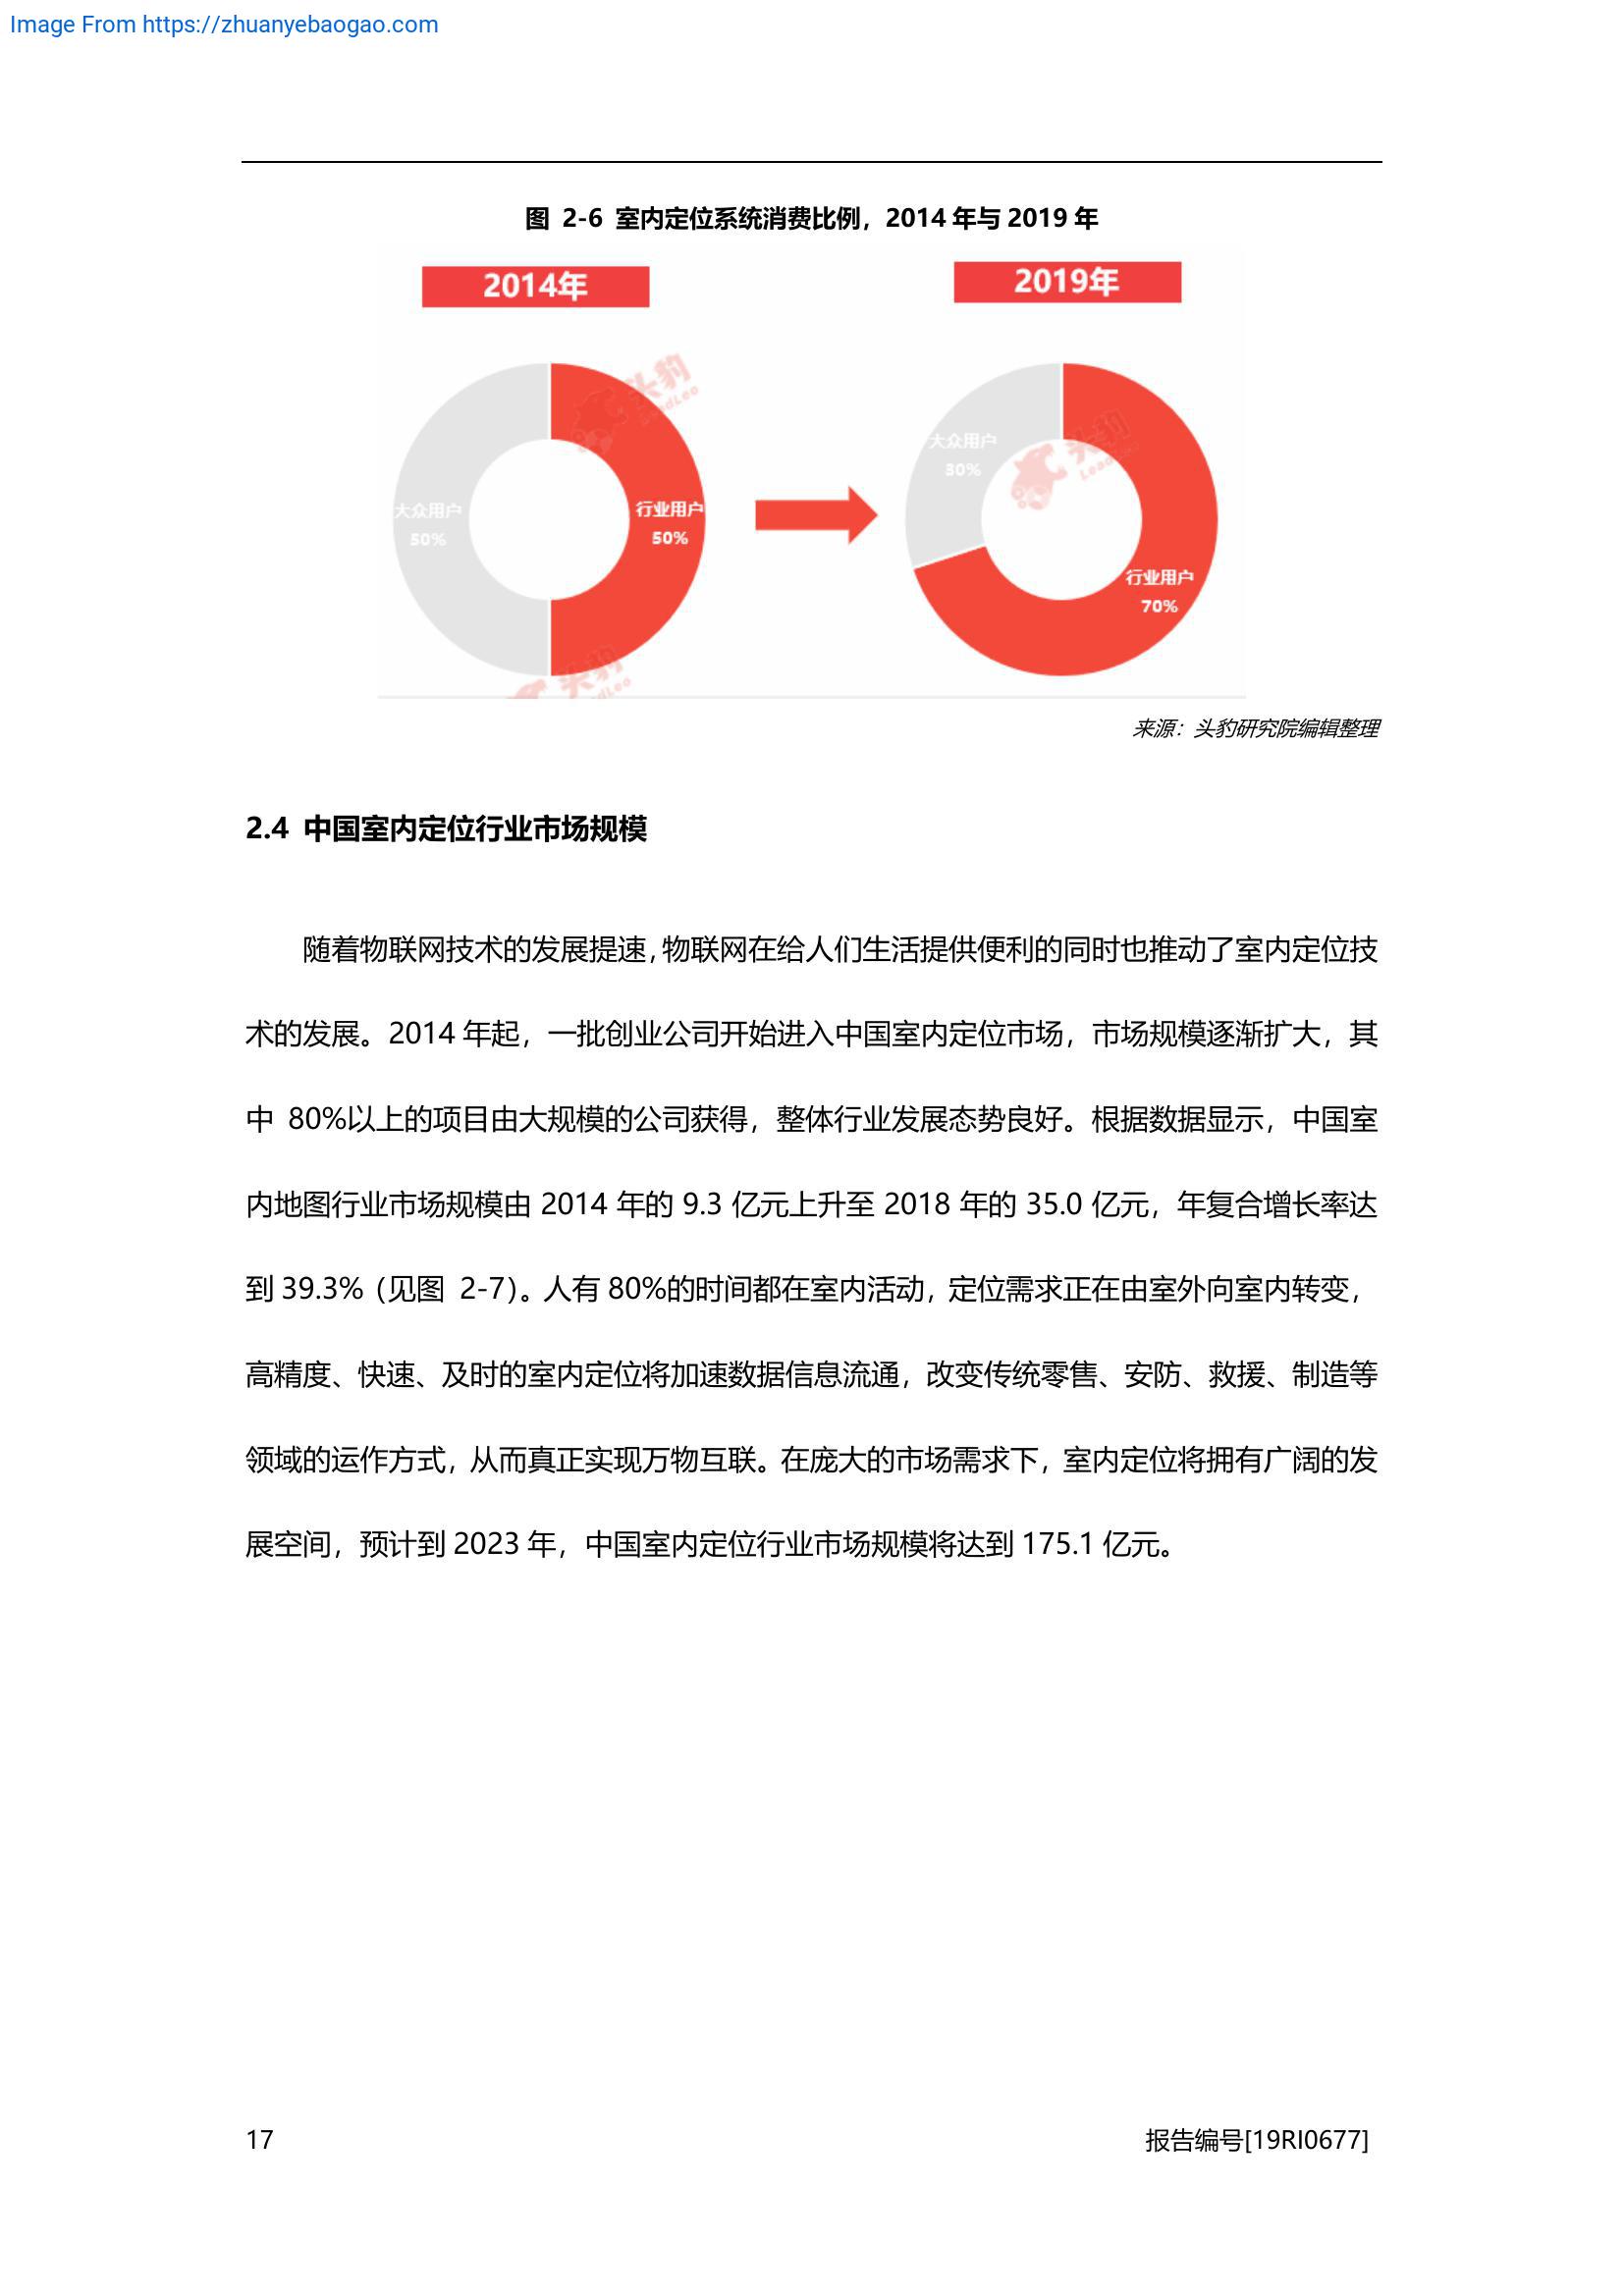 Image From https://zhuanyebaogao.com
图 2-6 室内定位系统消费比例，2014 年与 2019 年
2014年
2019年
大众用户
50%
行业用户
50%
大众用户
30%
行业用户
70%
头豹
LeadLeo
头豹
LeadLeo
头豹
LeadLeo
来源：头豹研究院编辑整理
2.4 中国室内定位行业市场规模
随着物联网技术的发展提速，物联网在给人们生活提供便利的同时也推动了室内定位技
术的发展。2014 年起，一批创业公司开始进入中国室内定位市场，市场规模逐渐扩大，其
中 80%以上的项目由大规模的公司获得，整体行业发展态势良好。根据数据显示，中国室
内地图行业市场规模由 2014 年的 9.3 亿元上升至 2018 年的 35.0 亿元，年复合增长率达
到 39.3%（见图 2-7）。人有 80%的时间都在室内活动，定位需求正在由室外向室内转变，
高精度、快速、及时的室内定位将加速数据信息流通，改变传统零售、安防、救援、制造等
领域的运作方式，从而真正实现万物互联。在庞大的市场需求下，室内定位将拥有广阔的发
展空间，预计到 2023 年，中国室内定位行业市场规模将达到 175.1 亿元。
17
报告编号[19RI0677]